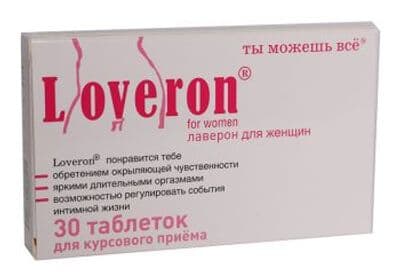 ты можешь всё®
Loveron®
for women
лаверон для женщин
Loveron® понравится тебе
обретением окрыляющей чувственности
яркими длительными оргазмами
возможностью регулировать события
интимной жизни
30 таблеток
для курсового приёма